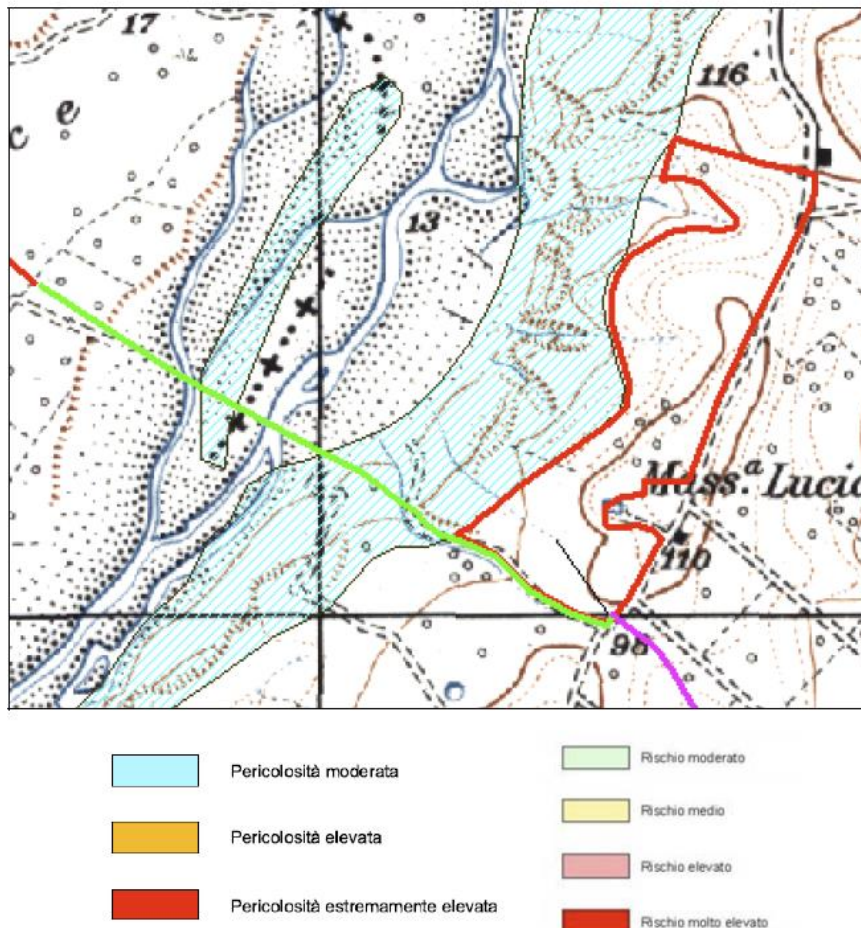 17
c e
116
13
Mass.ª Lucia
110
98
Pericolosità moderata
Pericolosità elevata
Pericolosità estremamente elevata
Rischio moderato
Rischio medio
Rischio elevato
Rischio molto elevato